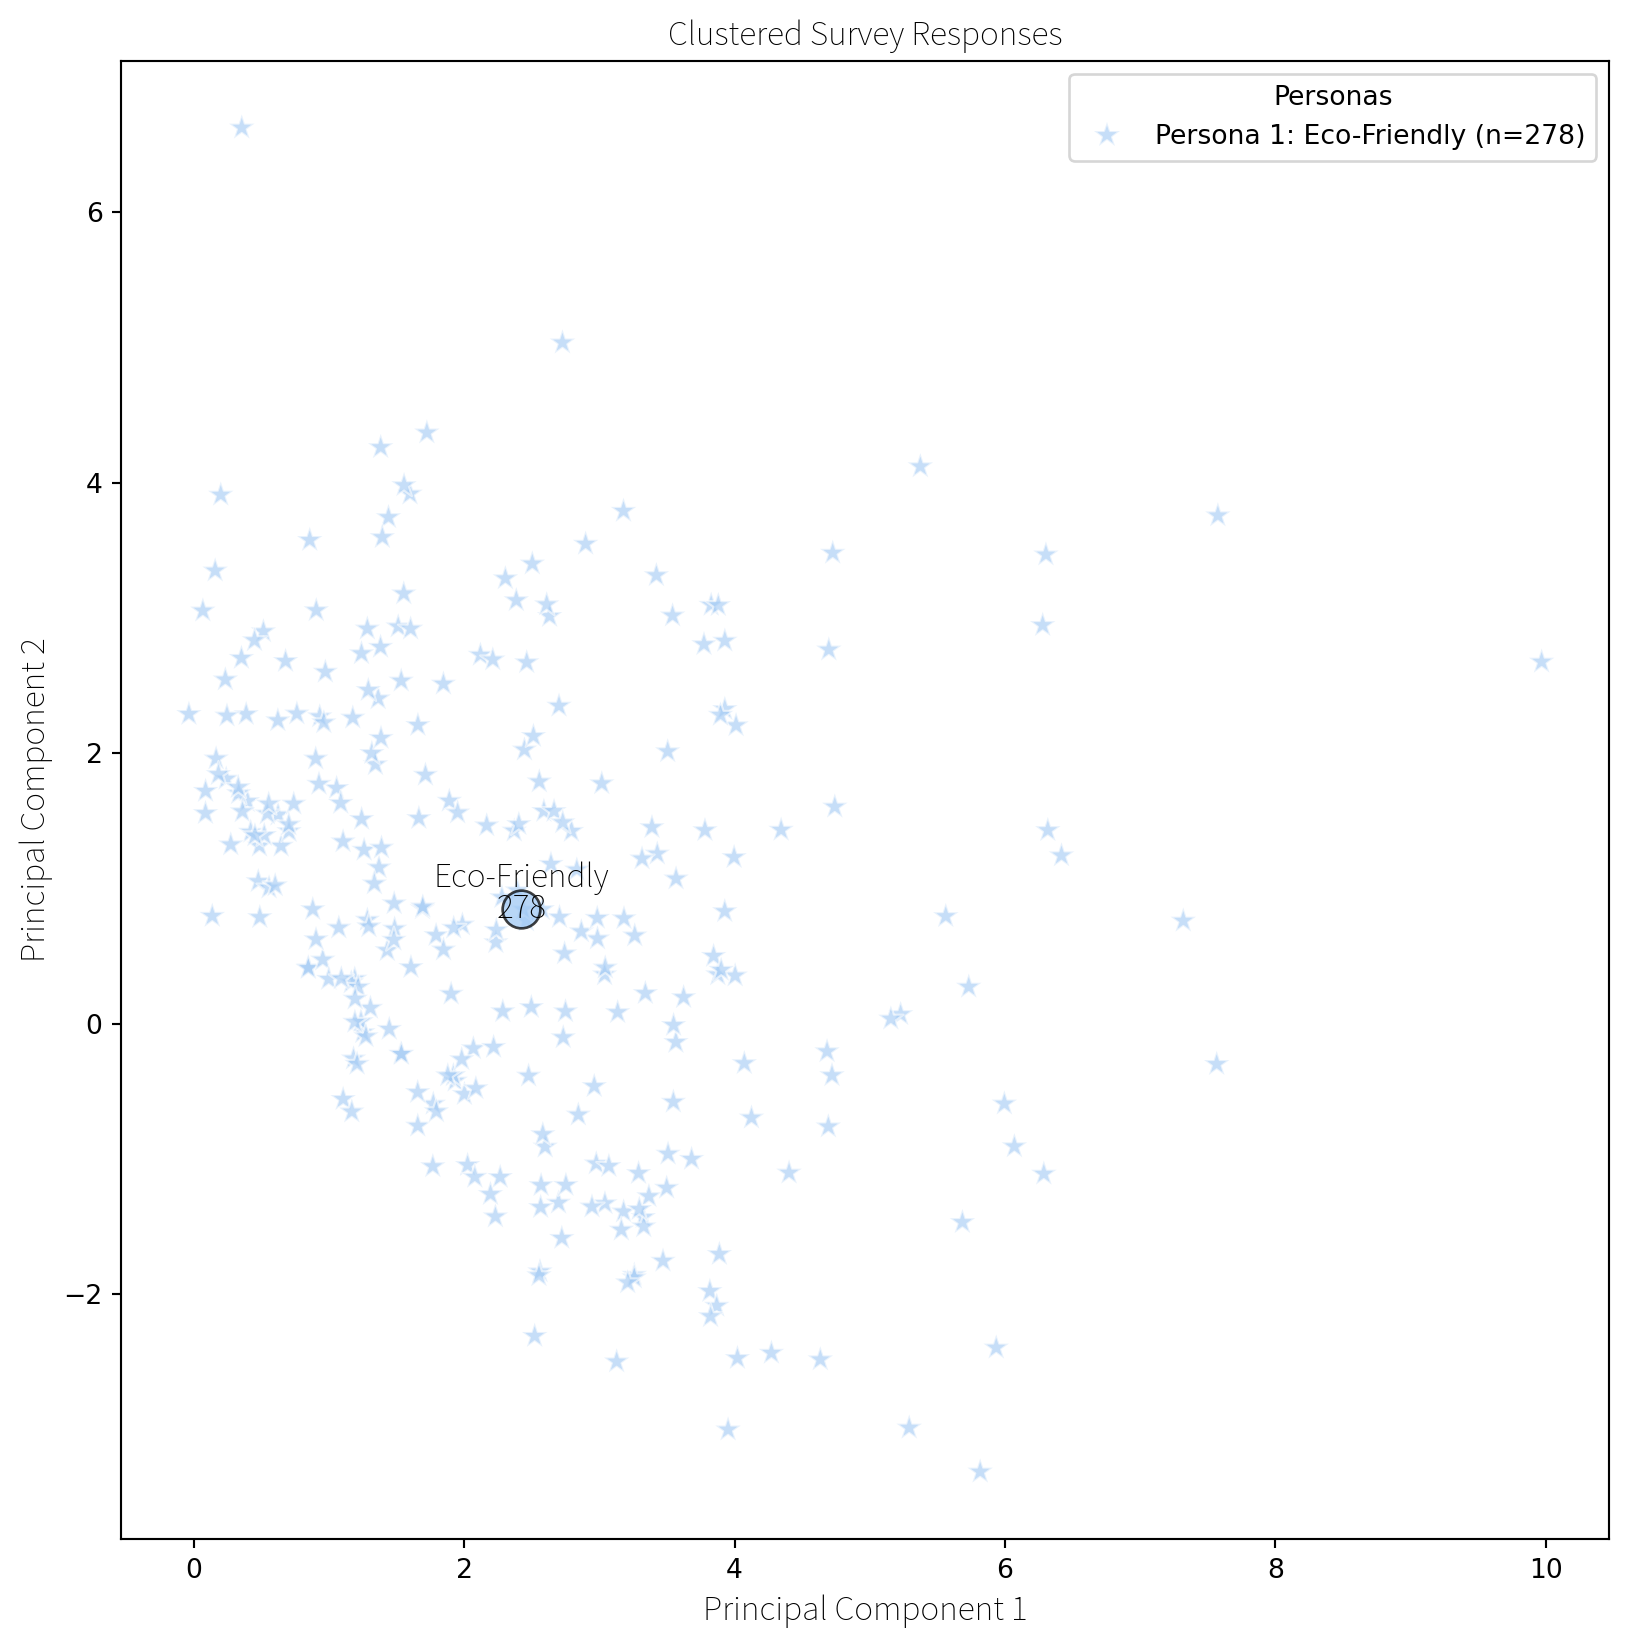 Clustered Survey Responses
Personas
Persona 1: Eco-Friendly (n=278)
Principal Component 2
6
4
2
0
−2
Eco-Friendly
278
0 2 4 6 8 10
Principal Component 1